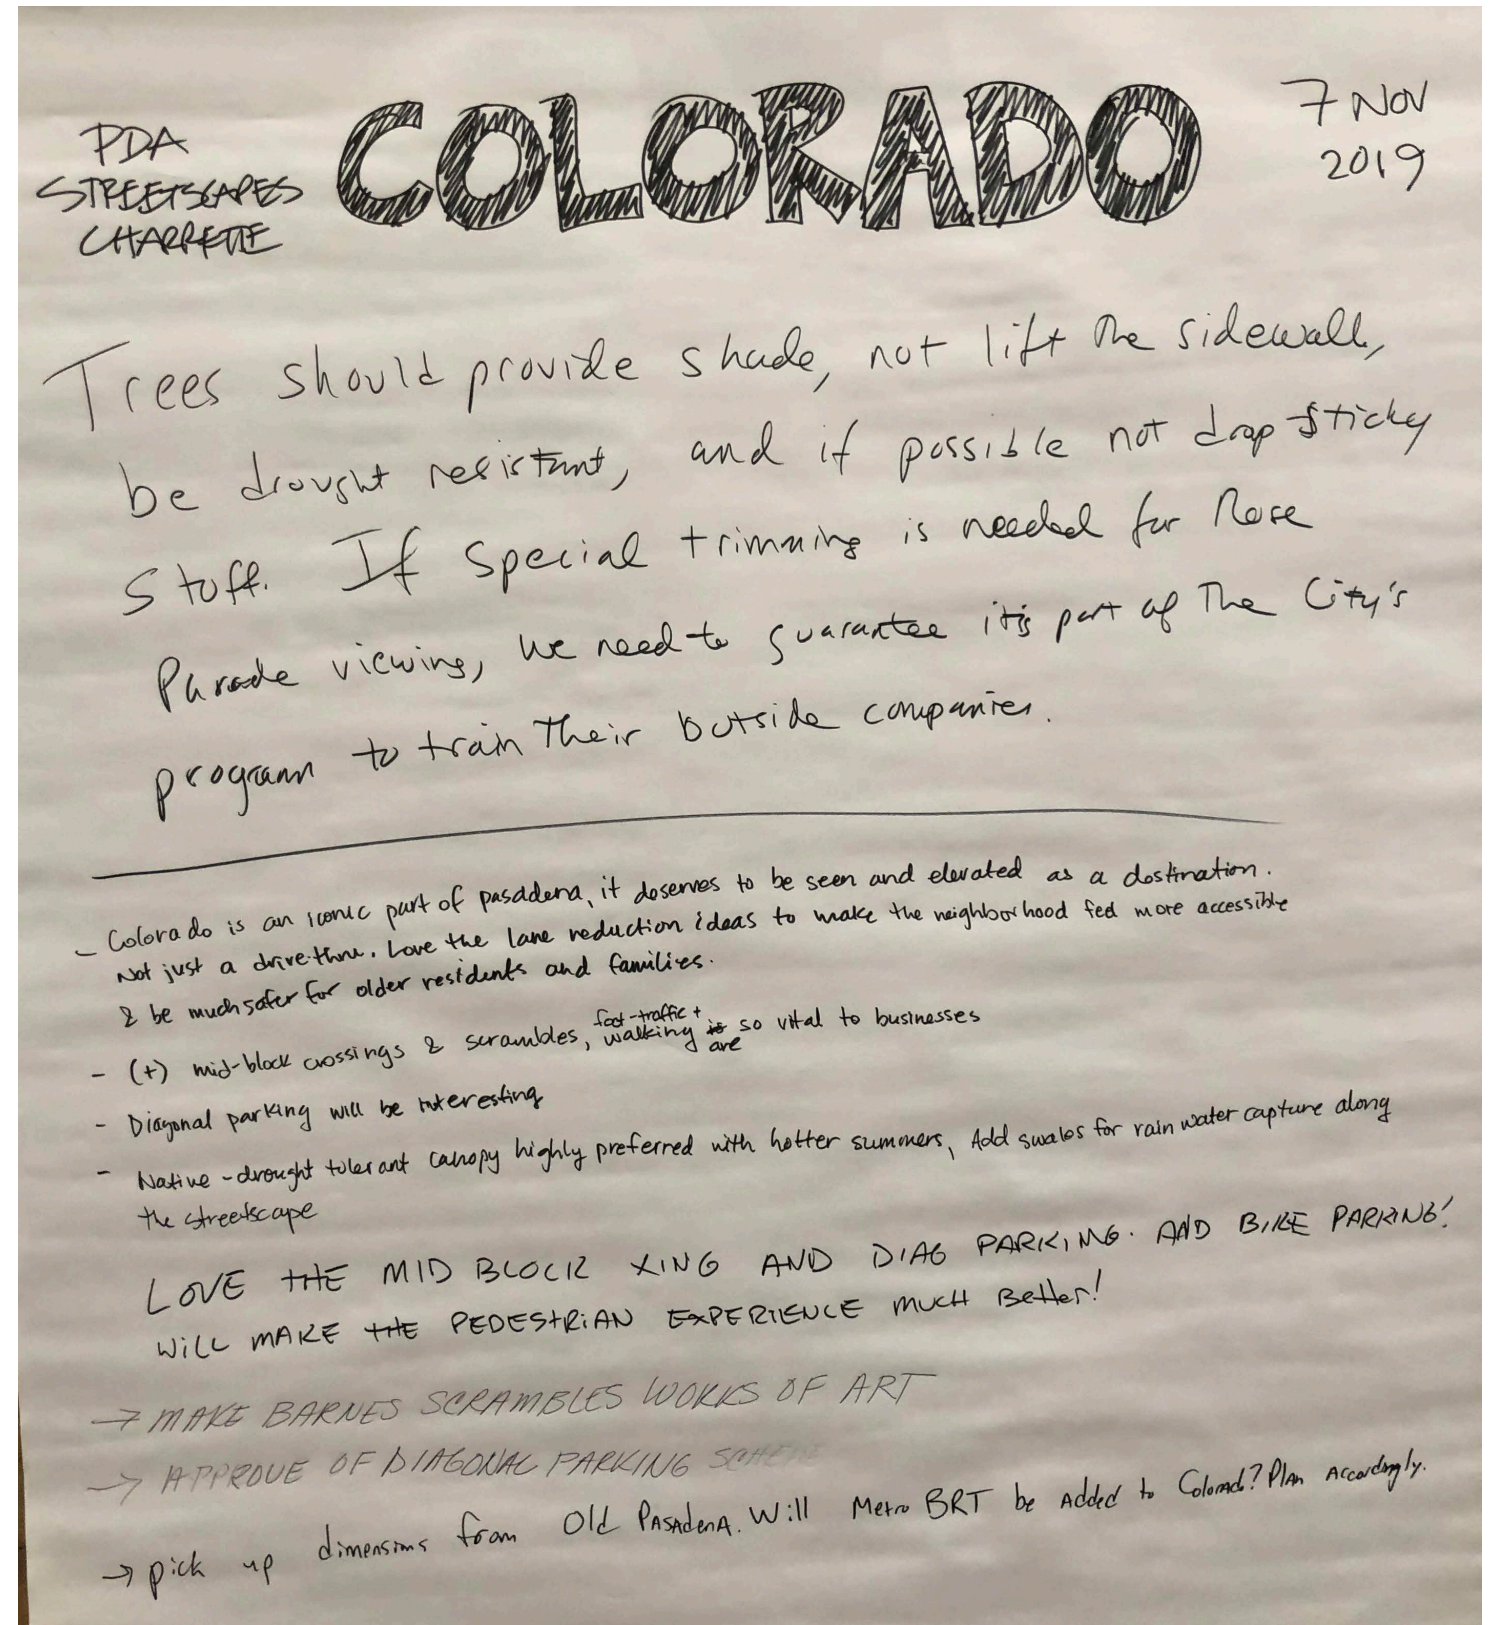 PDA
STREETSCAPES
CHARRETTE
COLORADO
7 NOV
2019
Trees should provide shade, not lift the sidewalk,
be drought resistant, and if possible not drop sticky
stuff. If special trimming is needed for Rose
Parade viewing, we need to guarantee it's part of The City's
program to train Their outside companies.
- Colorado is an iconic part of pasadena, it deserves to be seen and elevated as a destination.
Not just a drive-thru. Love the lane reduction ideas to make the neighborhood feel more accessible
& be much safer for older residents and families.
- (+) mid-block crossings & scrambles, foot-traffic + walking are so vital to businesses
- Diagonal parking will be interesting
- Native-drought tolerant canopy highly preferred with hotter summers, Add swales for rain water capture along
the streetscape
LOVE THE MID BLOCK XING AND DIAG PARKING. AND BIKE PARKING!
WILL MAKE THE PEDESTRIAN EXPERIENCE MUCH Better!
→ MAKE BARNES SCRAMBLES WORKS OF ART
→ APPROVE OF DIAGONAL PARKING SCHEME
→ pick up dimensions from Old PAsAdenA. Will Metro BRT be Added to Colorado? Plan Accordingly.